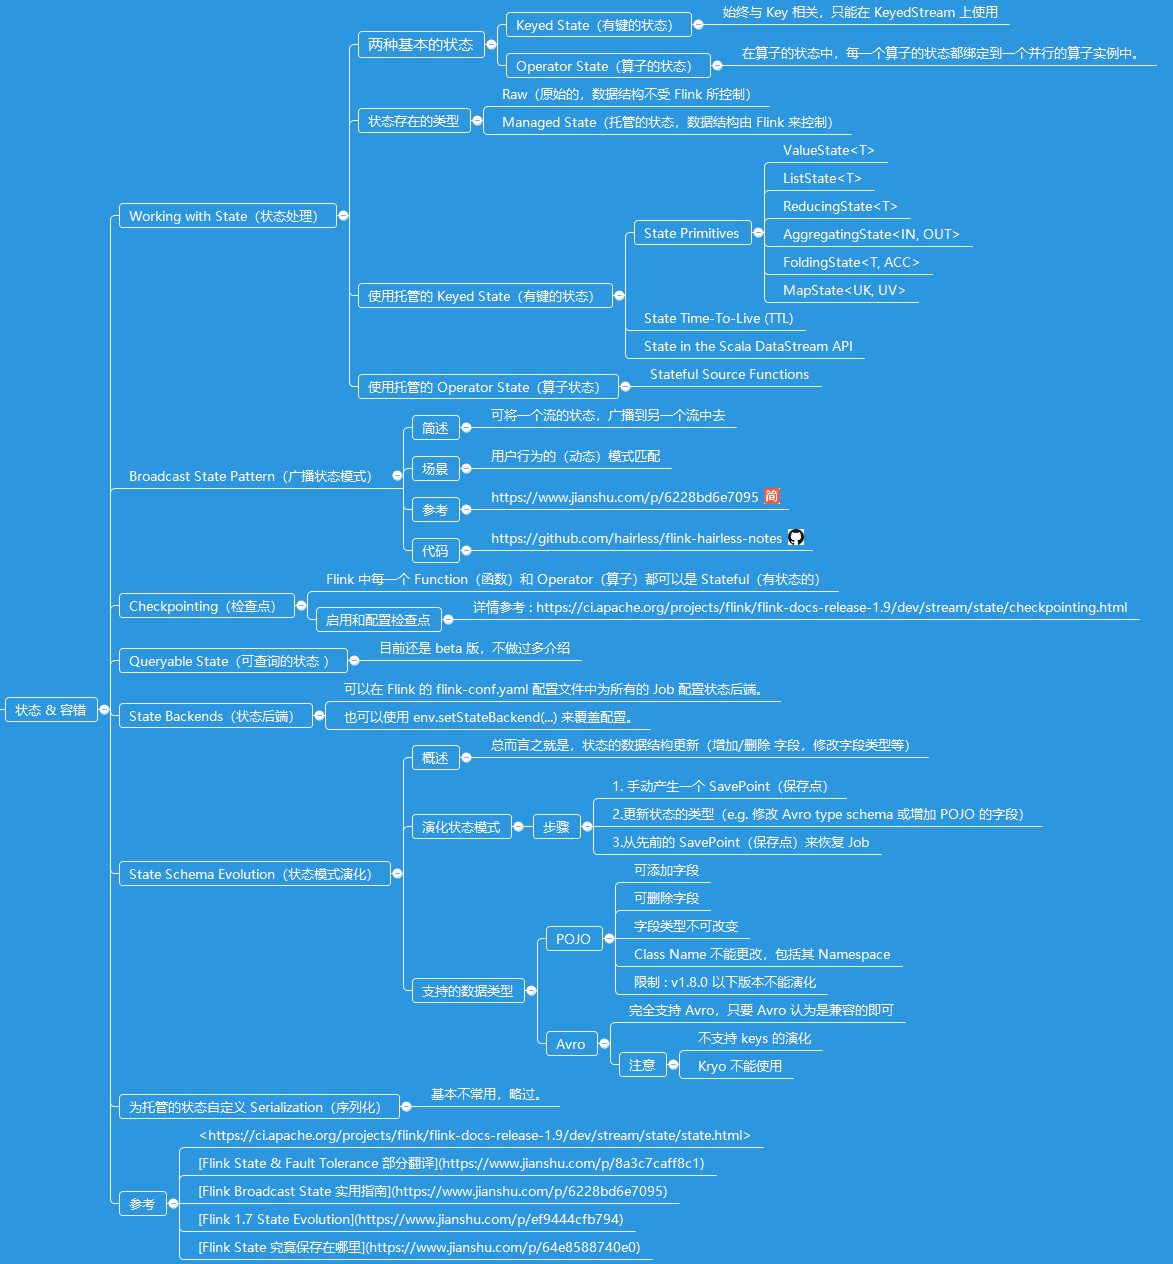 状态 & 容错
Working with State（状态处理）
两种基本的状态
Keyed State（有键的状态）
始终与 Key 相关，只能在 KeyedStream 上使用
Operator State（算子的状态）
在算子的状态中，每一个算子的状态都绑定到一个并行的算子实例中。
状态存在的类型
Raw（原始的，数据结构不受 Flink 所控制）
Managed State（托管的状态，数据结构由 Flink 来控制）
使用托管的 Keyed State（有键的状态）
State Primitives
ValueState<T>
ListState<T>
ReducingState<T>
AggregatingState<IN, OUT>
FoldingState<T, ACC>
MapState<UK, UV>
State Time-To-Live (TTL)
State in the Scala DataStream API
使用托管的 Operator State（算子状态）
Stateful Source Functions
Broadcast State Pattern（广播状态模式）
简述
可将一个流的状态，广播到另一个流中去
场景
用户行为的（动态）模式匹配
参考
https://www.jianshu.com/p/6228bd6e7095 简
代码
https://github.com/hairless/flink-hairless-notes
Checkpointing（检查点）
Flink 中每一个 Function（函数）和 Operator（算子）都可以是 Stateful（有状态的）
启用和配置检查点
详情参考 : https://ci.apache.org/projects/flink/flink-docs-release-1.9/dev/stream/state/checkpointing.html
Queryable State（可查询的状态 ）
目前还是 beta 版，不做过多介绍
State Backends（状态后端）
可以在 Flink 的 flink-conf.yaml 配置文件中为所有的 Job 配置状态后端。
也可以使用 env.setStateBackend(...) 来覆盖配置。
State Schema Evolution（状态模式演化）
概述
总而言之就是，状态的数据结构更新（增加/删除 字段，修改字段类型等）
演化状态模式
步骤
1. 手动产生一个 SavePoint（保存点）
2.更新状态的类型（e.g. 修改 Avro type schema 或增加 POJO 的字段）
3.从先前的 SavePoint（保存点）来恢复 Job
支持的数据类型
POJO
可添加字段
可删除字段
字段类型不可改变
Class Name 不能更改，包括其 Namespace
限制 : v1.8.0 以下版本不能演化
Avro
完全支持 Avro，只要 Avro 认为是兼容的即可
注意
不支持 keys 的演化
Kryo 不能使用
为托管的状态自定义 Serialization（序列化）
基本不常用，略过。
参考
<https://ci.apache.org/projects/flink/flink-docs-release-1.9/dev/stream/state/state.html>
[Flink State & Fault Tolerance 部分翻译](https://www.jianshu.com/p/8a3c7caff8c1)
[Flink Broadcast State 实用指南](https://www.jianshu.com/p/6228bd6e7095)
[Flink 1.7 State Evolution](https://www.jianshu.com/p/ef9444cfb794)
[Flink State 究竟保存在哪里](https://www.jianshu.com/p/64e8588740e0)